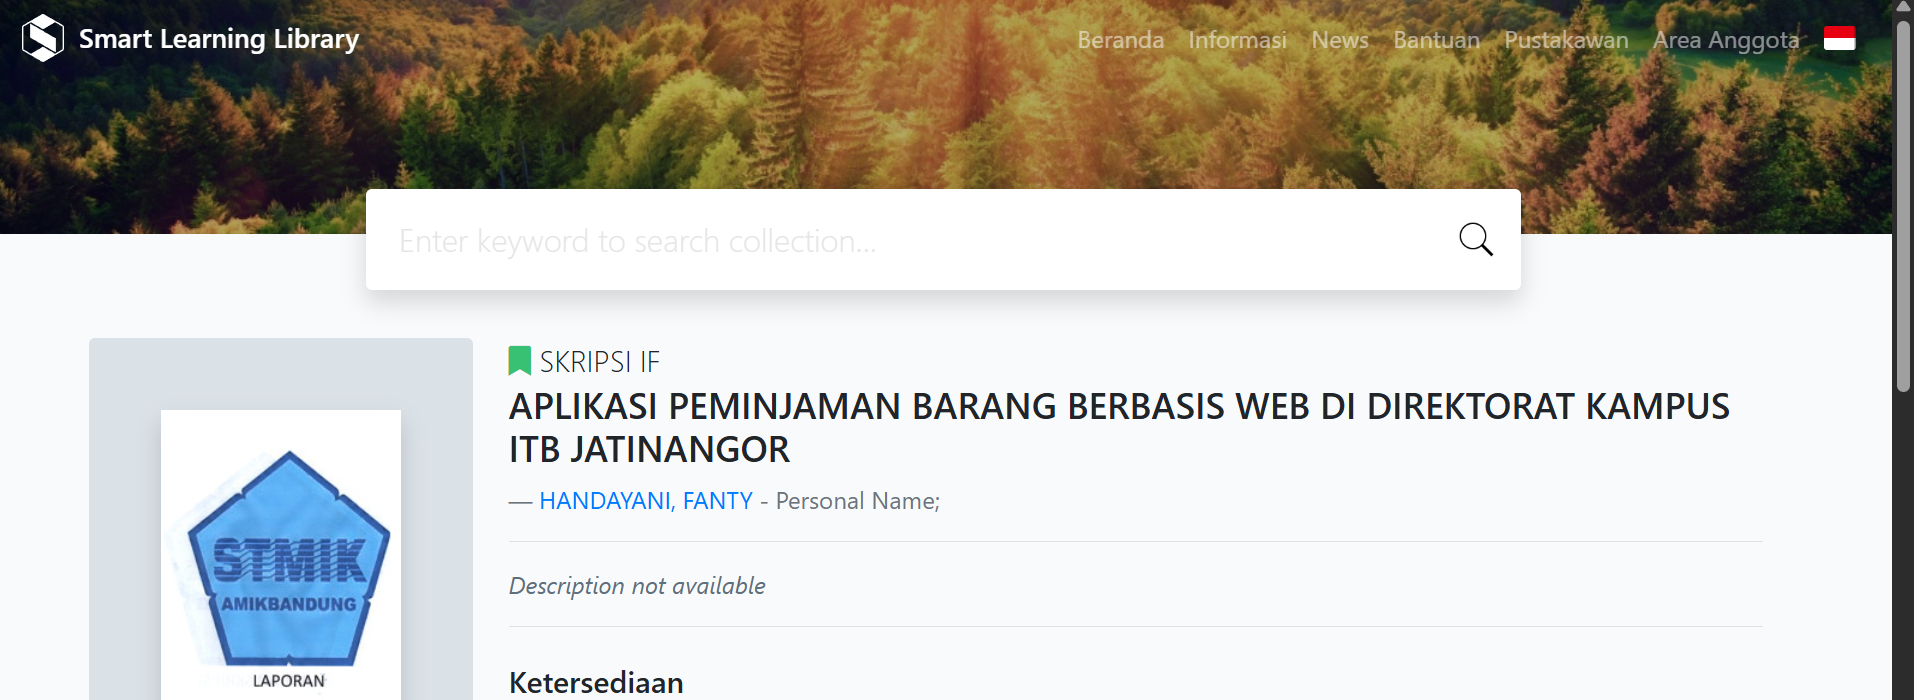 Smart Learning Library
Beranda Informasi News Bantuan Pustakawan Area Anggota
Enter keyword to search collection...
SKRIPSI IF
APLIKASI PEMINJAMAN BARANG BERBASIS WEB DI DIREKTORAT KAMPUS
ITB JATINANGOR
— HANDAYANI, FANTY - Personal Name;
Description not available
Ketersediaan
STMIK
AMIKBANDUNG
LAPORAN